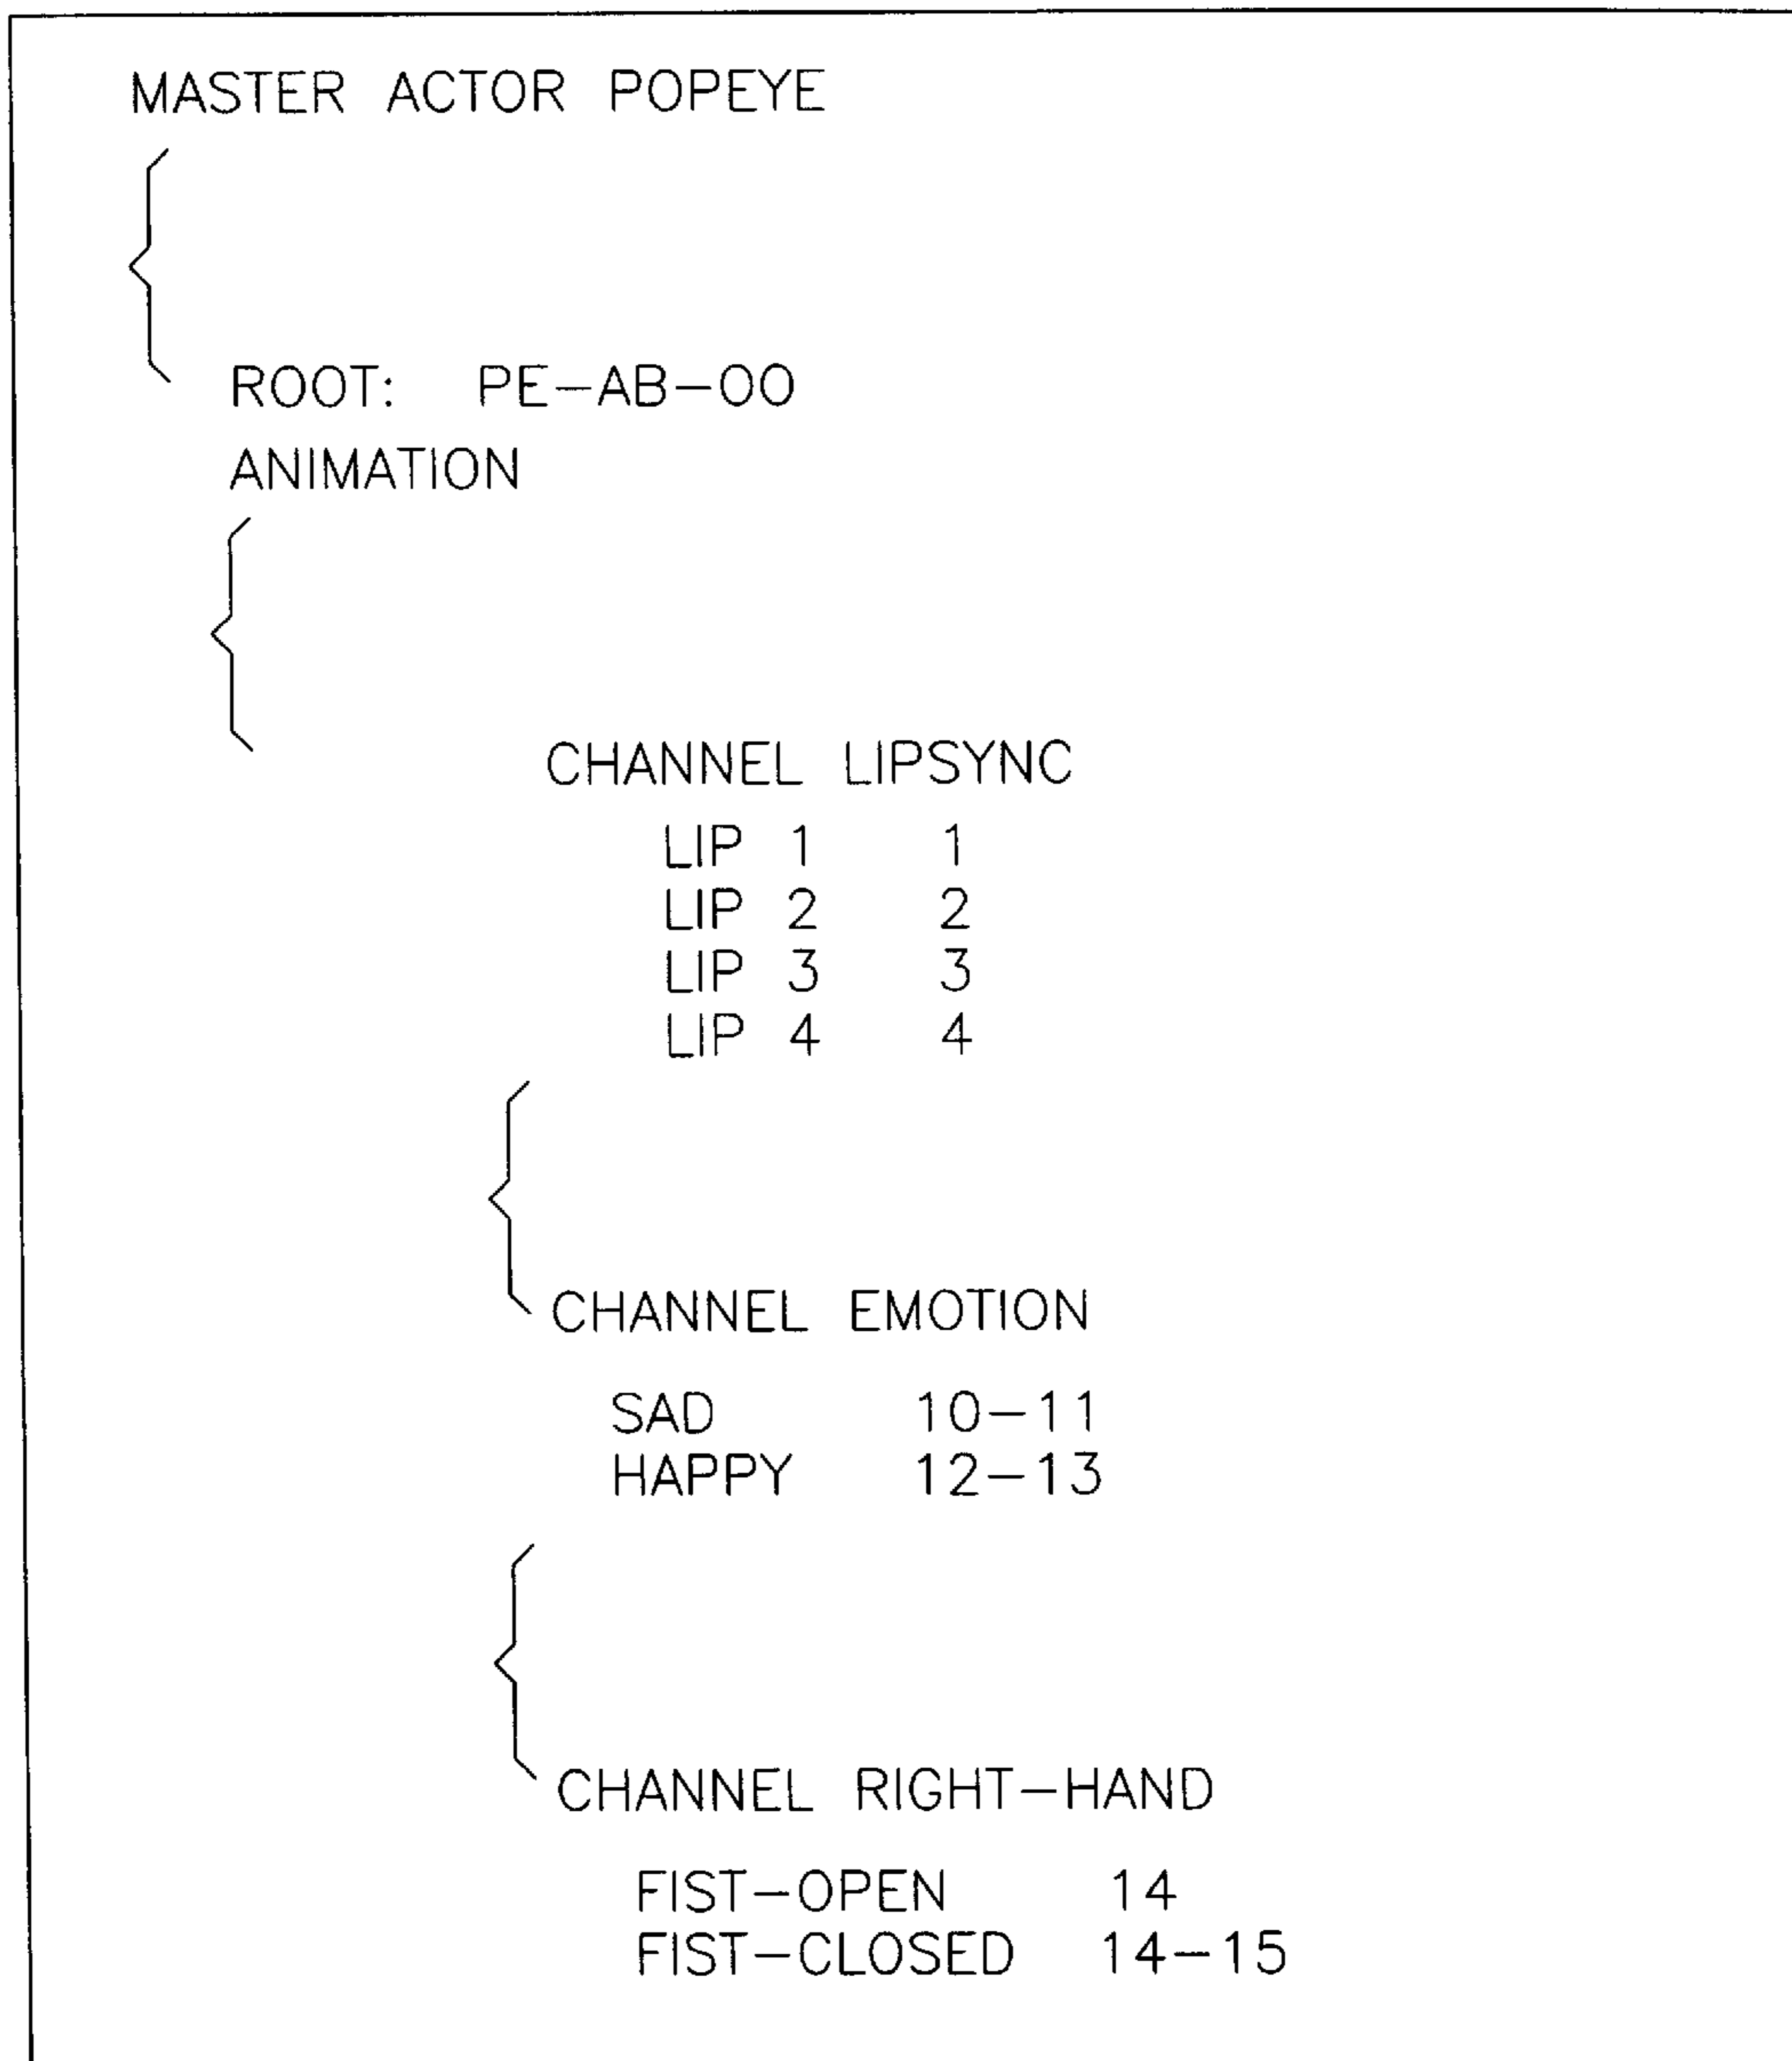 MASTER ACTOR POPEYE
ROOT: PE-AB-00
ANIMATION
CHANNEL LIPSYNC
LIP 1 1
LIP 2 2
LIP 3 3
LIP 4 4
CHANNEL EMOTION
SAD 10-11
HAPPY 12-13
CHANNEL RIGHT-HAND
FIST-OPEN 14
FIST-CLOSED 14-15